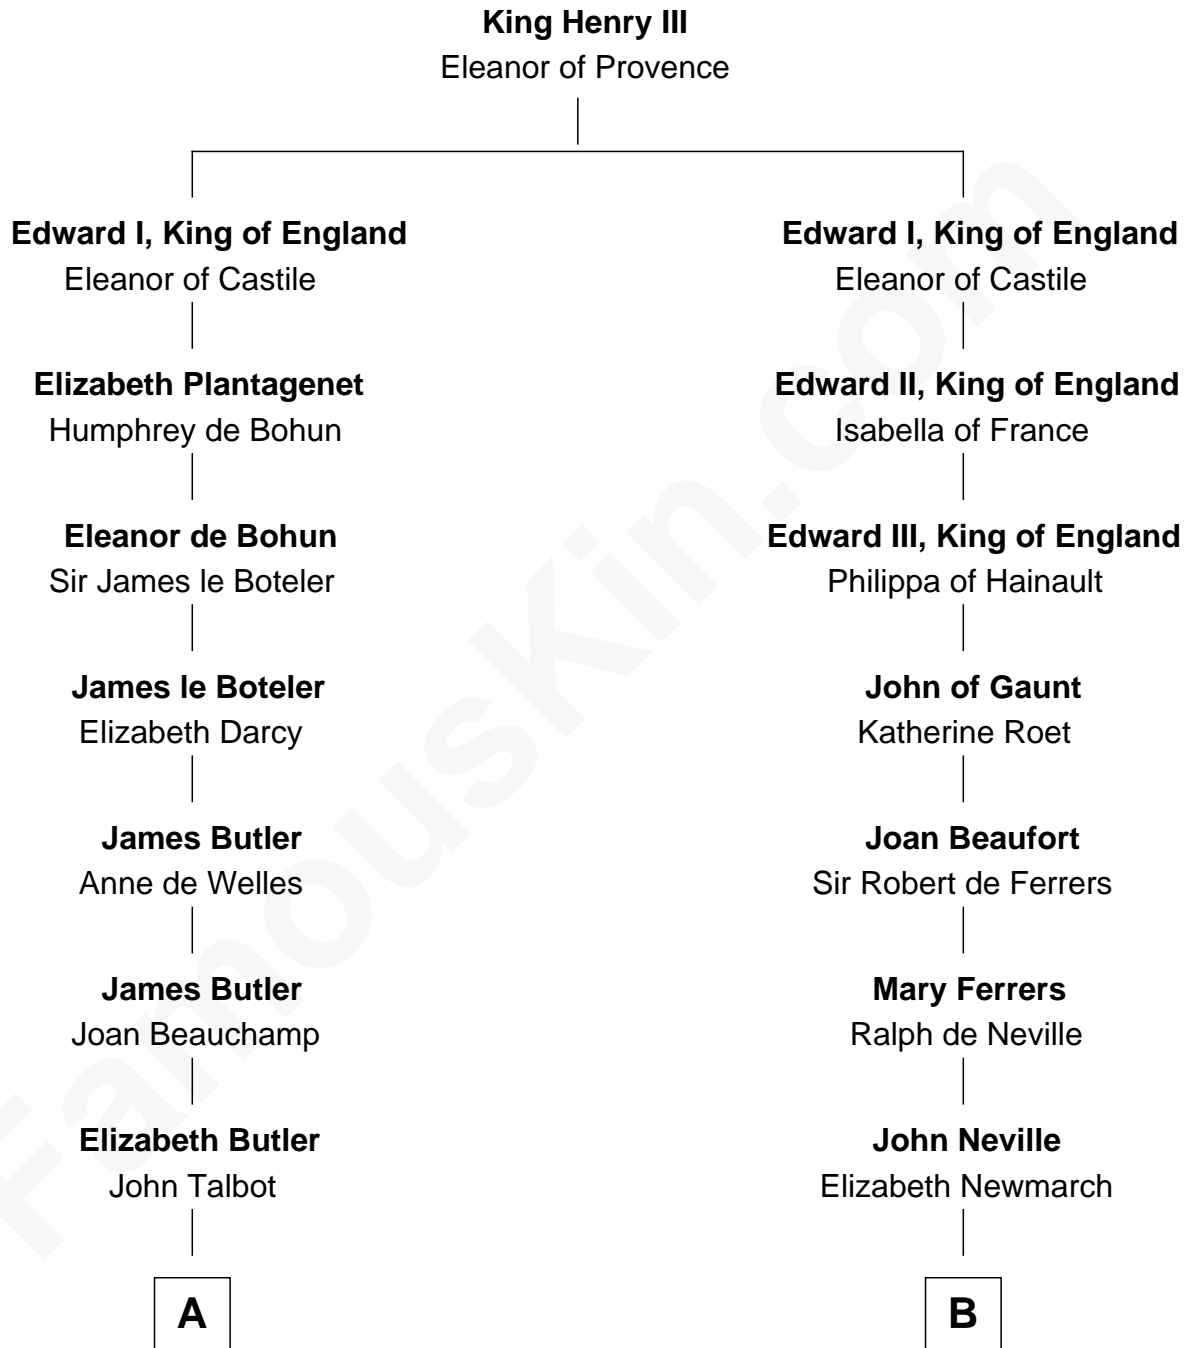 King Henry III
Eleanor of Provence
Edward I, King of England
Eleanor of Castile
Elizabeth Plantagenet
Humphrey de Bohun
Eleanor de Bohun
Sir James le Boteler
James le Boteler
Elizabeth Darcy
James Butler
Anne de Welles
James Butler
Joan Beauchamp
Elizabeth Butler
John Talbot
A
Edward I, King of England
Eleanor of Castile
Edward II, King of England
Isabella of France
Edward III, King of England
Philippa of Hainault
John of Gaunt
Katherine Roet
Joan Beaufort
Sir Robert de Ferrers
Mary Ferrers
Ralph de Neville
John Neville
Elizabeth Newmarch
B
FamousKin.com